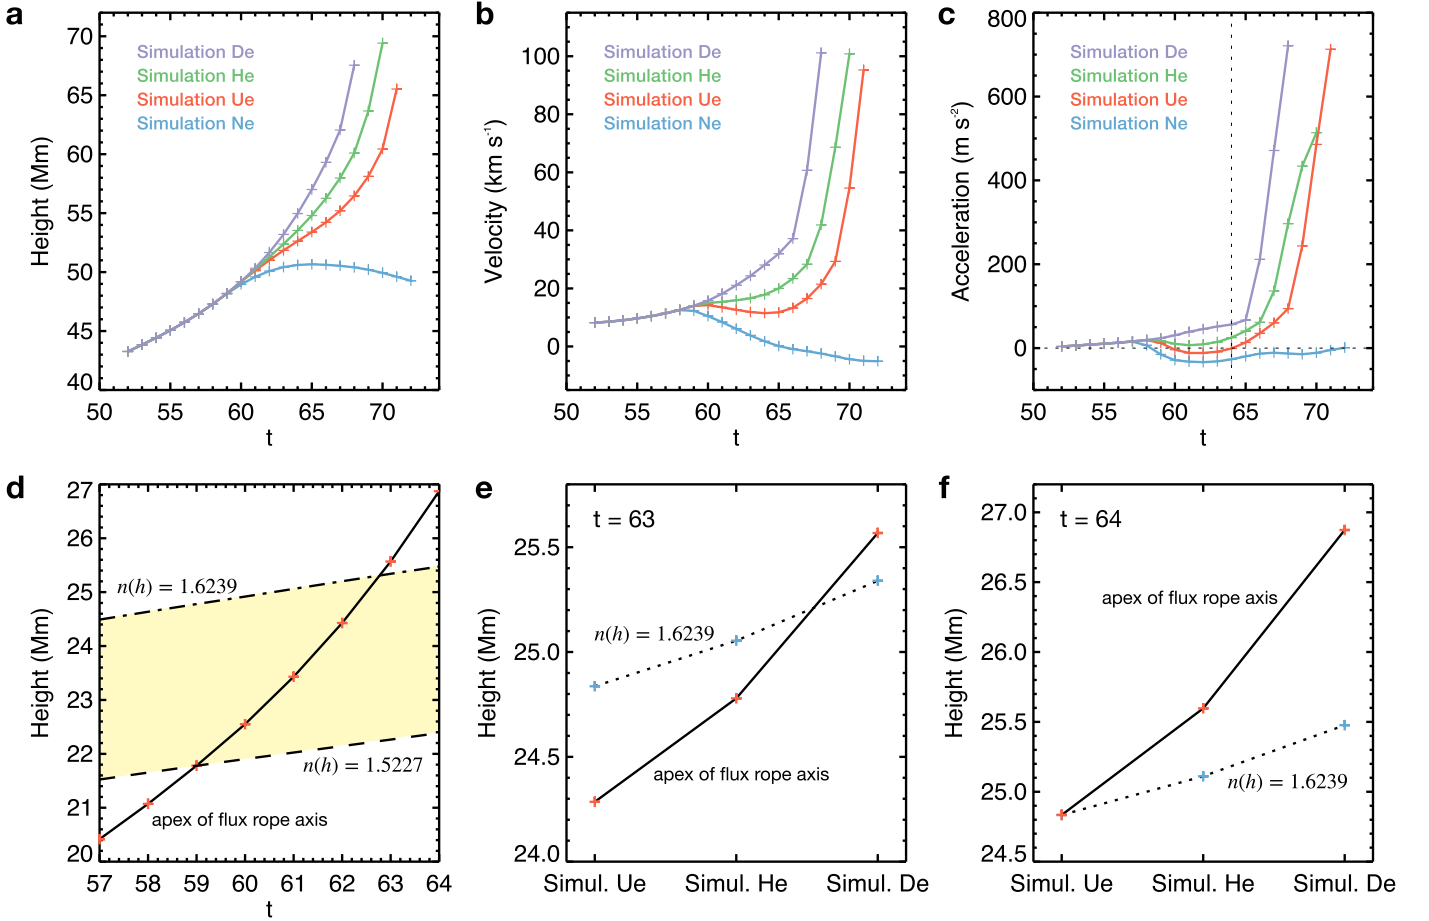 a
Simulation De
Simulation He
Simulation Ue
Simulation Ne
Height (Mm)
70
65
60
55
50
45
40
50 55 60 65 70
t
b
Simulation De
Simulation He
Simulation Ue
Simulation Ne
Velocity (km s⁻¹)
100
80
60
40
20
0
50 55 60 65 70
t
c
Simulation De
Simulation He
Simulation Ue
Simulation Ne
Acceleration (m s⁻²)
800
600
400
200
0
50 55 60 65 70
t
d
n(h) = 1.6239
n(h) = 1.5227
apex of flux rope axis
Height (Mm)
27
26
25
24
23
22
21
20
57 58 59 60 61 62 63 64
t
e
t = 63
n(h) = 1.6239
apex of flux rope axis
Height (Mm)
25.5
25.0
24.5
24.0
Simul. Ue Simul. He Simul. De
f
t = 64
apex of flux rope axis
n(h) = 1.6239
Height (Mm)
27.0
26.5
26.0
25.5
25.0
24.5
Simul. Ue Simul. He Simul. De